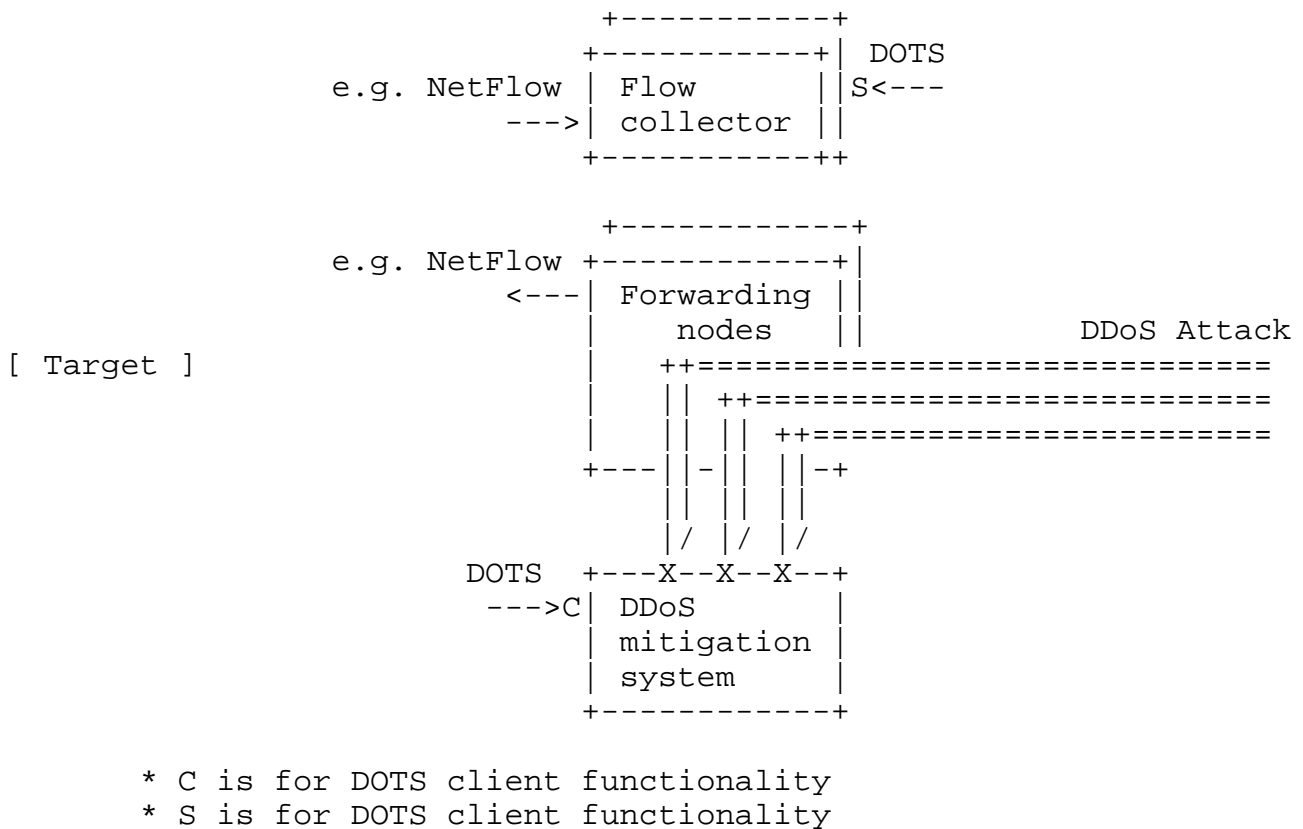 +-----------+
+-----------+| DOTS
e.g. NetFlow | Flow ||S<---
--->| collector ||
+-----------++
+------------+
e.g. NetFlow +------------+|
<---| Forwarding ||
| nodes || DDoS Attack
[ Target ] | ++==============================
| || ++===========================
| || || ++========================
+---||-||-||-+
|| || ||
|/ |/ |/
DOTS +---X--X--X--+
--->C| DDoS |
| mitigation |
| system |
+------------+
* C is for DOTS client functionality
* S is for DOTS client functionality